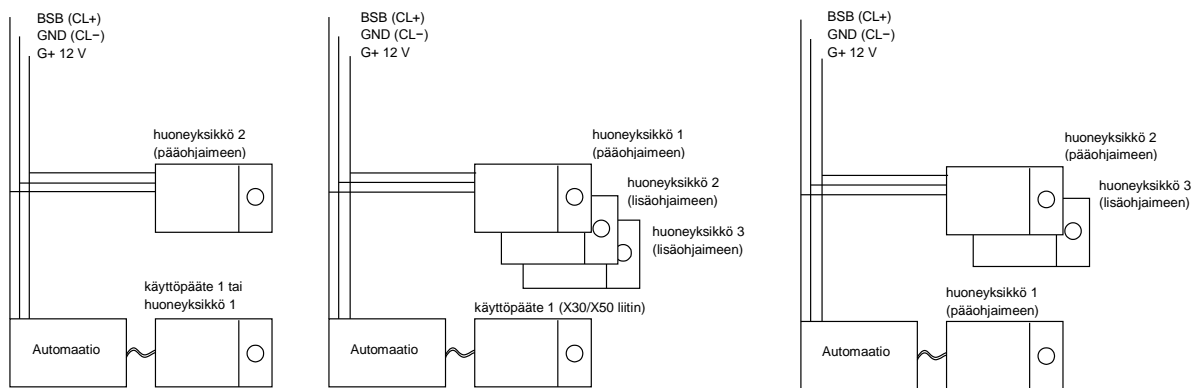 BSB (CL+)
GND (CL−)
G+ 12 V
huoneyksikkö 2
(pääohjaimeen)
käyttöpääte 1 tai
huoneyksikkö 1
Automaatio
BSB (CL+)
GND (CL−)
G+ 12 V
huoneyksikkö 1
(pääohjaimeen)
huoneyksikkö 2
(lisäohjaimeen)
huoneyksikkö 3
(lisäohjaimeen)
käyttöpääte 1 (X30/X50 liitin)
Automaatio
BSB (CL+)
GND (CL−)
G+ 12 V
huoneyksikkö 2
(pääohjaimeen)
huoneyksikkö 3
(lisäohjaimeen)
huoneyksikkö 1
(pääohjaimeen)
Automaatio